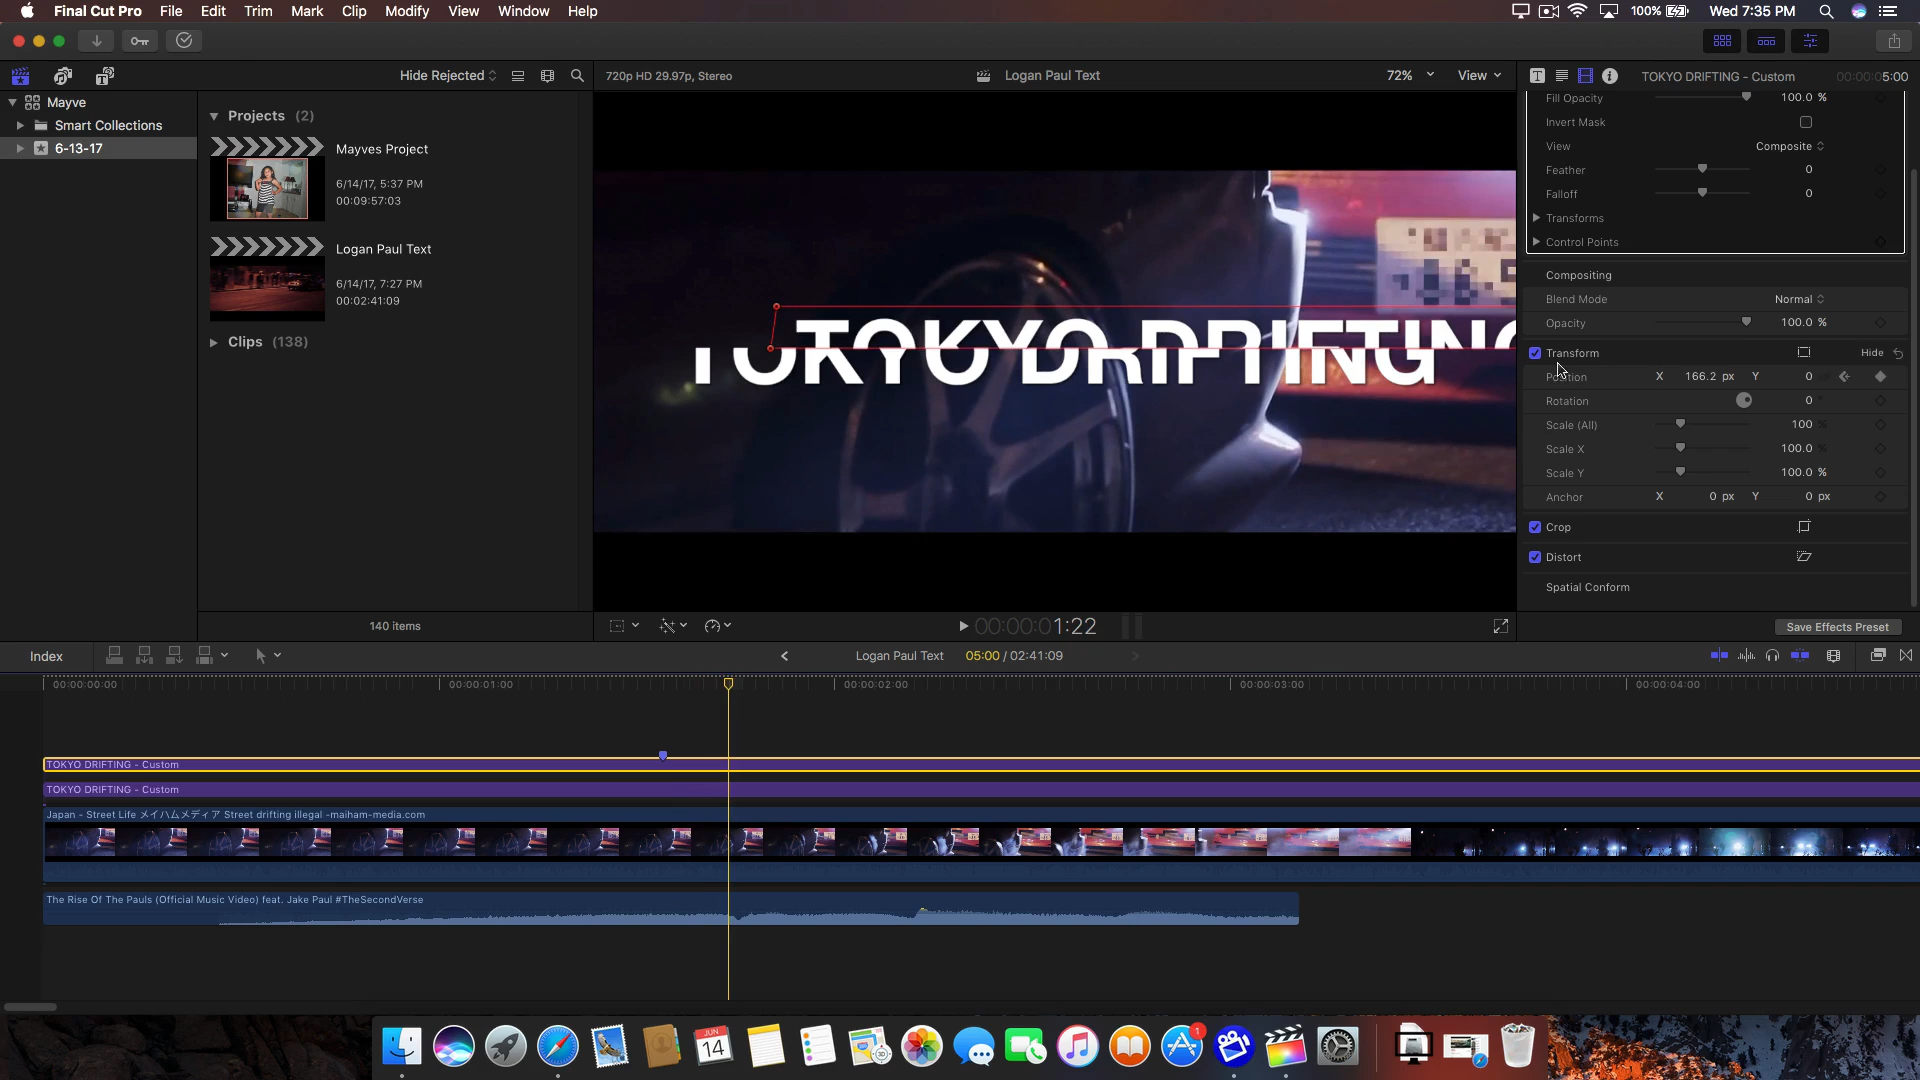 Final Cut Pro File Edit Trim Mark Clip Modify View Window Help 100% Wed 7:35 PM
Hide Rejected 720p HD 29.97p, Stereo Logan Paul Text 72% View TOKYO DRIFTING - Custom 00:00:05:00
Mayve
Smart Collections
6-13-17
Projects (2)
Mayves Project
6/14/17, 5:37 PM
00:09:57:03
Logan Paul Text
6/14/17, 7:27 PM
00:02:41:09
Clips (138)
140 items
TOKYO DRIFTING
TOKYO DRIFTING
00:00:01:22
Fill Opacity 100.0 %
Invert Mask
View Composite
Feather 0
Falloff 0
Transforms
Control Points
Compositing
Blend Mode Normal
Opacity 100.0 %
Transform Hide
Position X 166.2 px Y 0
Rotation 0 °
Scale (All) 100 %
Scale X 100.0 %
Scale Y 100.0 %
Anchor X 0 px Y 0 px
Crop
Distort
Spatial Conform
Save Effects Preset
Index Logan Paul Text 05:00 / 02:41:09
00:00:00:00 00:00:01:00 00:00:02:00 00:00:03:00 00:00:04:00
TOKYO DRIFTING - Custom
TOKYO DRIFTING - Custom
Japan - Street Life メイハムメディア Street drifting illegal -maiham-media.com
The Rise Of The Pauls (Official Music Video) feat. Jake Paul #TheSecondVerse
JUN
14
1